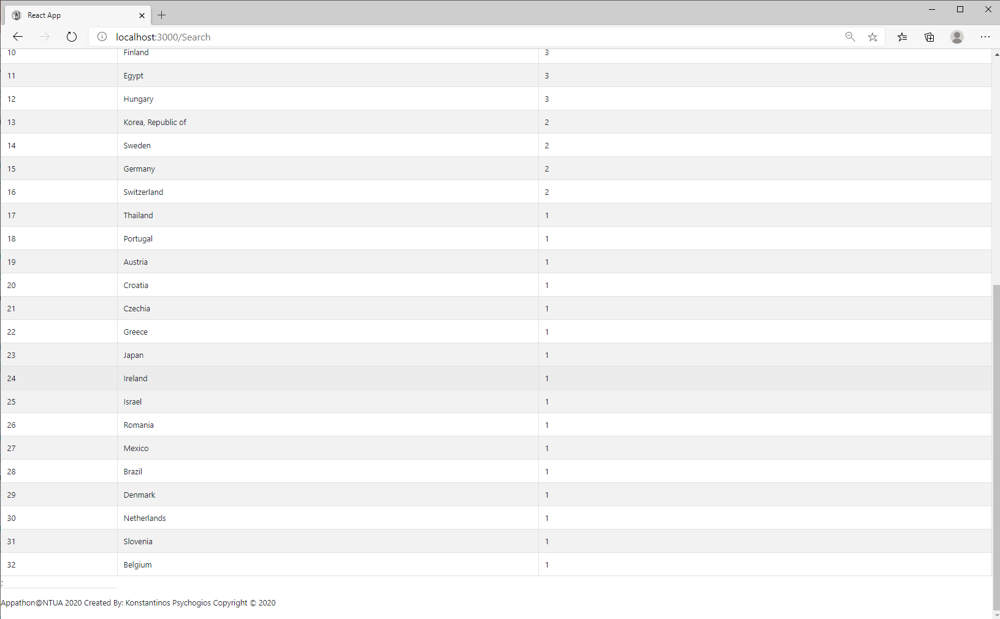 React App
localhost:3000/Search
10 Finland 3
11 Egypt 3
12 Hungary 3
13 Korea, Republic of 2
14 Sweden 2
15 Germany 2
16 Switzerland 2
17 Thailand 1
18 Portugal 1
19 Austria 1
20 Croatia 1
21 Czechia 1
22 Greece 1
23 Japan 1
24 Ireland 1
25 Israel 1
26 Romania 1
27 Mexico 1
28 Brazil 1
29 Denmark 1
30 Netherlands 1
31 Slovenia 1
32 Belgium 1
;
Appathon@NTUA 2020 Created By: Konstantinos Psychogios Copyright © 2020